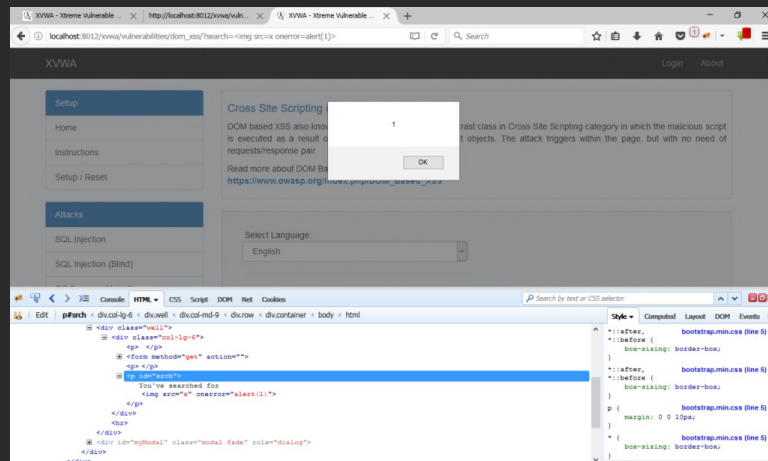 XVWA - Xtreme Vulnerable ...
http://localhost:8012/xvwa/vuln...
XVWA - Xtreme Vulnerable ...
localhost:8012/xvwa/vulnerabilities/dom_xss/?search=<img src=x onerror=alert(1)>
Search
1
XVWA
Login
About
Setup
Home
Instructions
Setup / Reset
Attacks
SQL Injection
SQL Injection (Blind)
Cross Site Scripting
DOM based XSS also know
rast class in Cross Site Scripting category in which the malicious script
is executed as a result
t objects. The attack triggers within the page, but with no need of
requests/response pair.
Read more about DOM Ba
https://www.owasp.org/index.php/DOM_Based_XSS
1
OK
Select Language:
English
Console
HTML
CSS
Script
DOM
Net
Cookies
Search by text or CSS selector
Edit
p#srch < div.col-lg-6 < div.well < div.col-md-9 < div.row < div.container < body < html
Style
Computed
Layout
DOM
Events
<div class="well">
<div class="col-lg-6">
<p> </p>
<form method="get" action="">
<p> </p>
<p id="srch">
You've searched for
<img src="x" onerror="alert(1)">
</p>
</div>
<hr>
</div>
<div id="myModal" class="modal fade" role="dialog">
</div>
*::after, bootstrap.min.css (line 5)
*::before {
box-sizing: border-box;
}
*::after, bootstrap.min.css (line 5)
*::before {
box-sizing: border-box;
}
p { bootstrap.min.css (line 5)
margin: 0 0 10px;
}
* { bootstrap.min.css (line 5)
box-sizing: border-box;
}